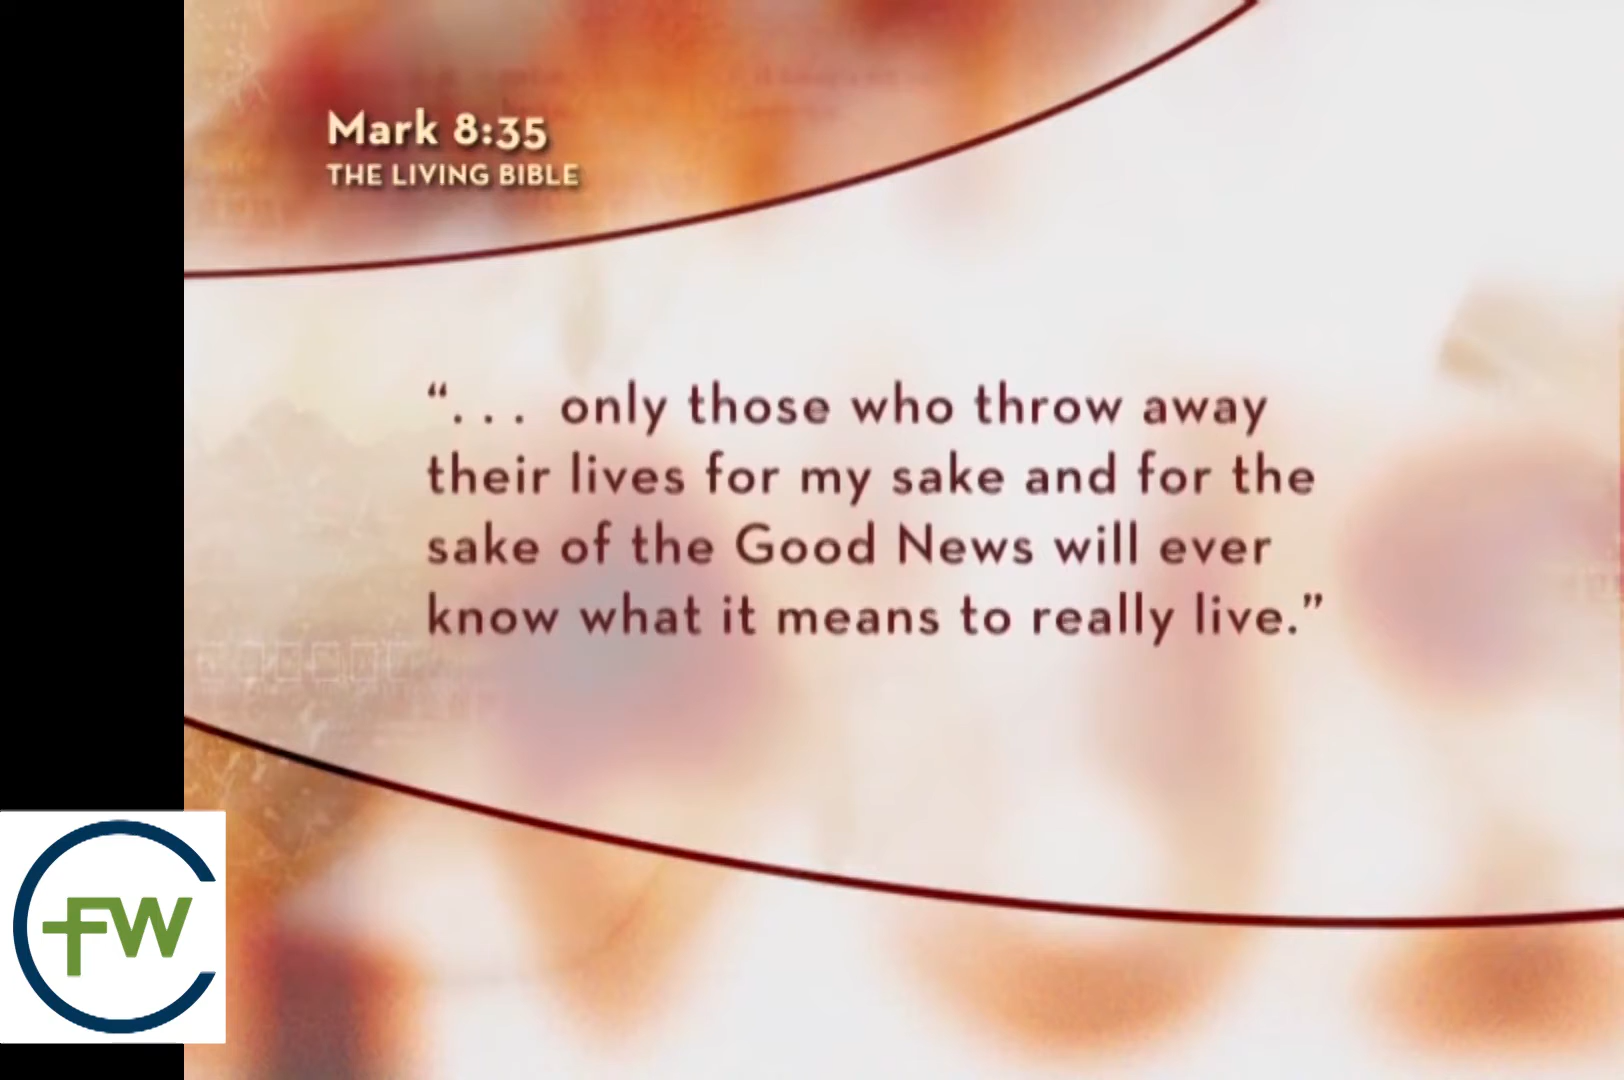 Mark 8:35
THE LIVING BIBLE
“. . . only those who throw away
their lives for my sake and for the
sake of the Good News will ever
know what it means to really live.”
CFW